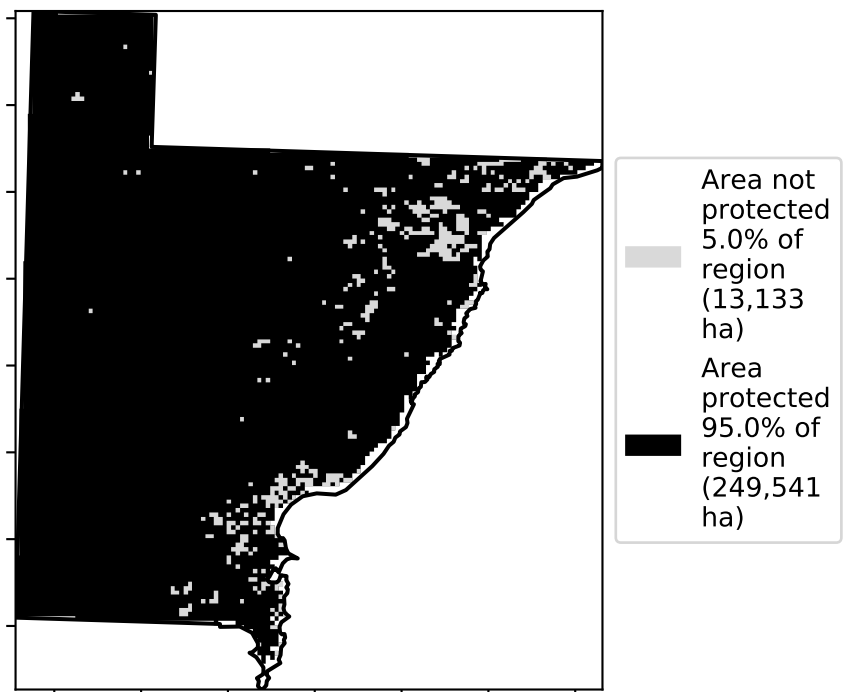 Area not
protected
5.0% of
region
(13,133
ha)
Area
protected
95.0% of
region
(249,541
ha)